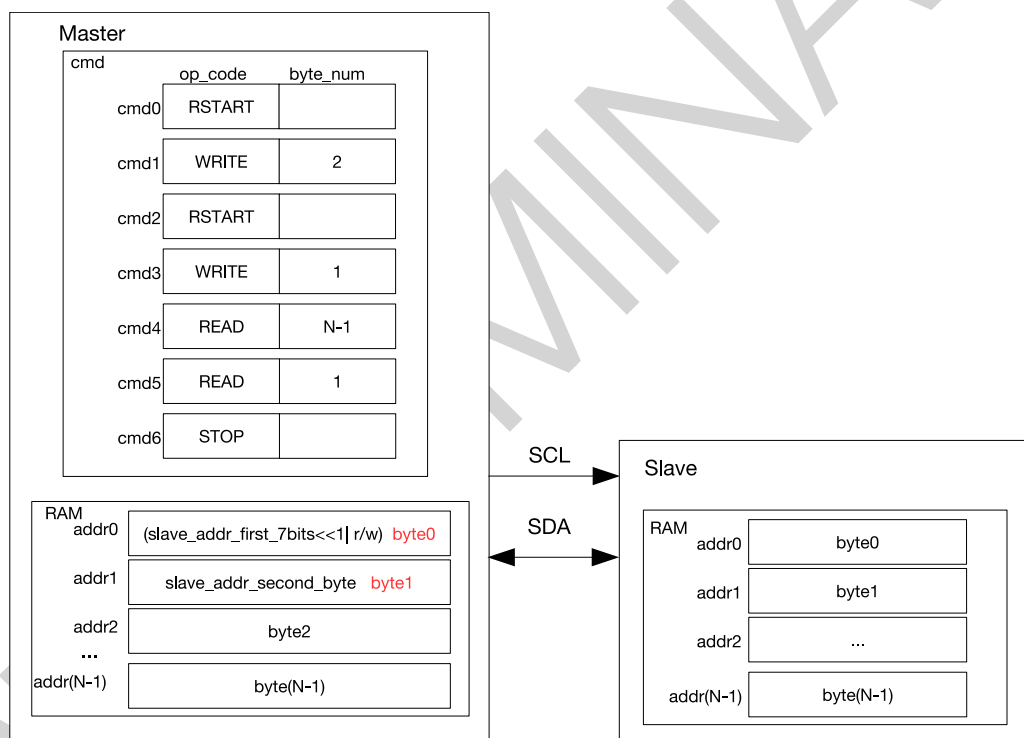 Master
cmd
op_code byte_num
cmd0 RSTART
cmd1 WRITE 2
cmd2 RSTART
cmd3 WRITE 1
cmd4 READ N-1
cmd5 READ 1
cmd6 STOP
SCL
SDA
RAM
addr0 (slave_addr_first_7bits<<1| r/w) byte0
addr1 slave_addr_second_byte byte1
addr2 byte2
...
addr(N-1) byte(N-1)
Slave
RAM
addr0 byte0
addr1 byte1
addr2 ...
addr(N-1) byte(N-1)